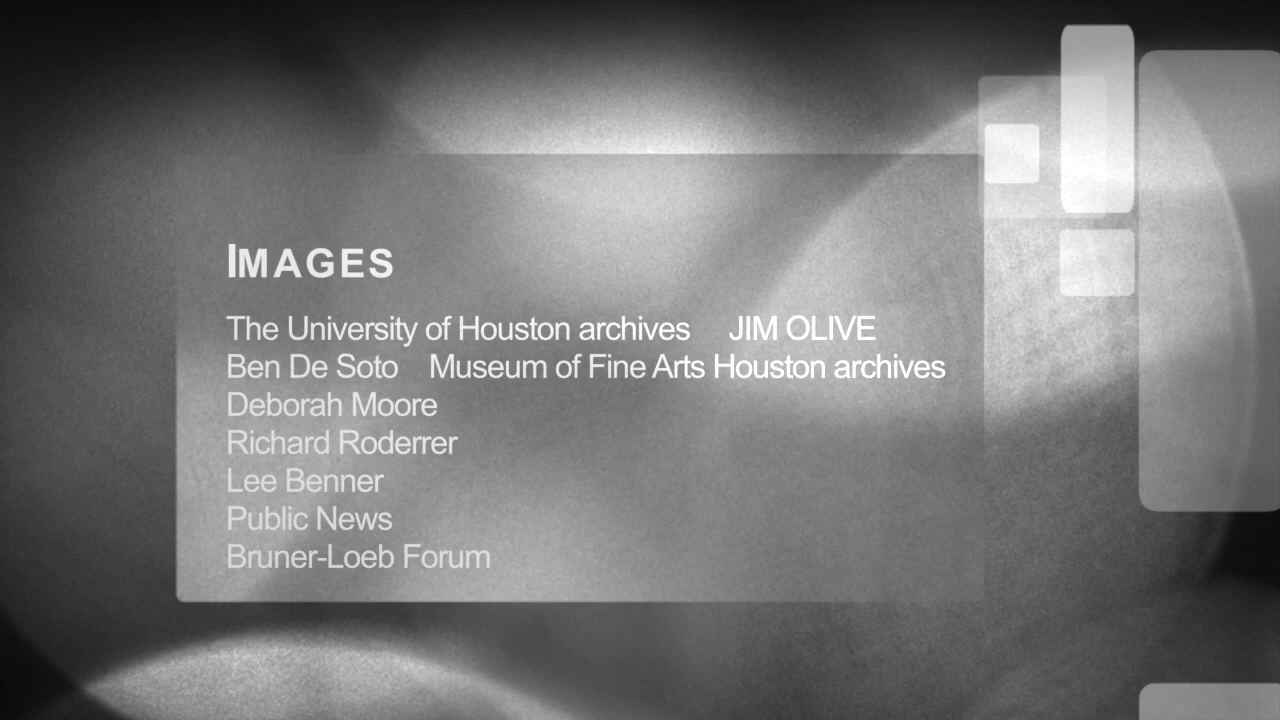 IMAGES
The University of Houston archives JIM OLIVE
Ben De Soto Museum of Fine Arts Houston archives
Deborah Moore
Richard Roderrer
Lee Benner
Public News
Bruner-Loeb Forum